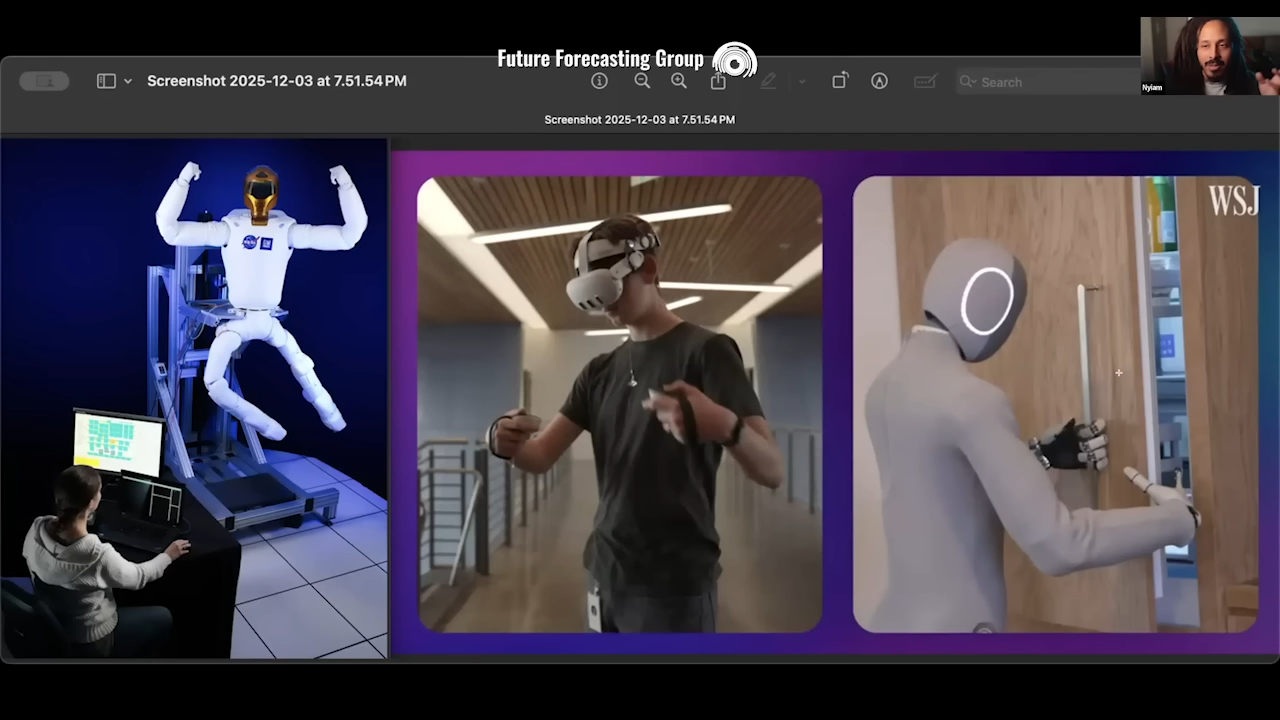 Future Forecasting Group
Screenshot 2025-12-03 at 7.51.54 PM
Search
Nyiam
Screenshot 2025-12-03 at 7.51.54 PM
WSJ
NASA